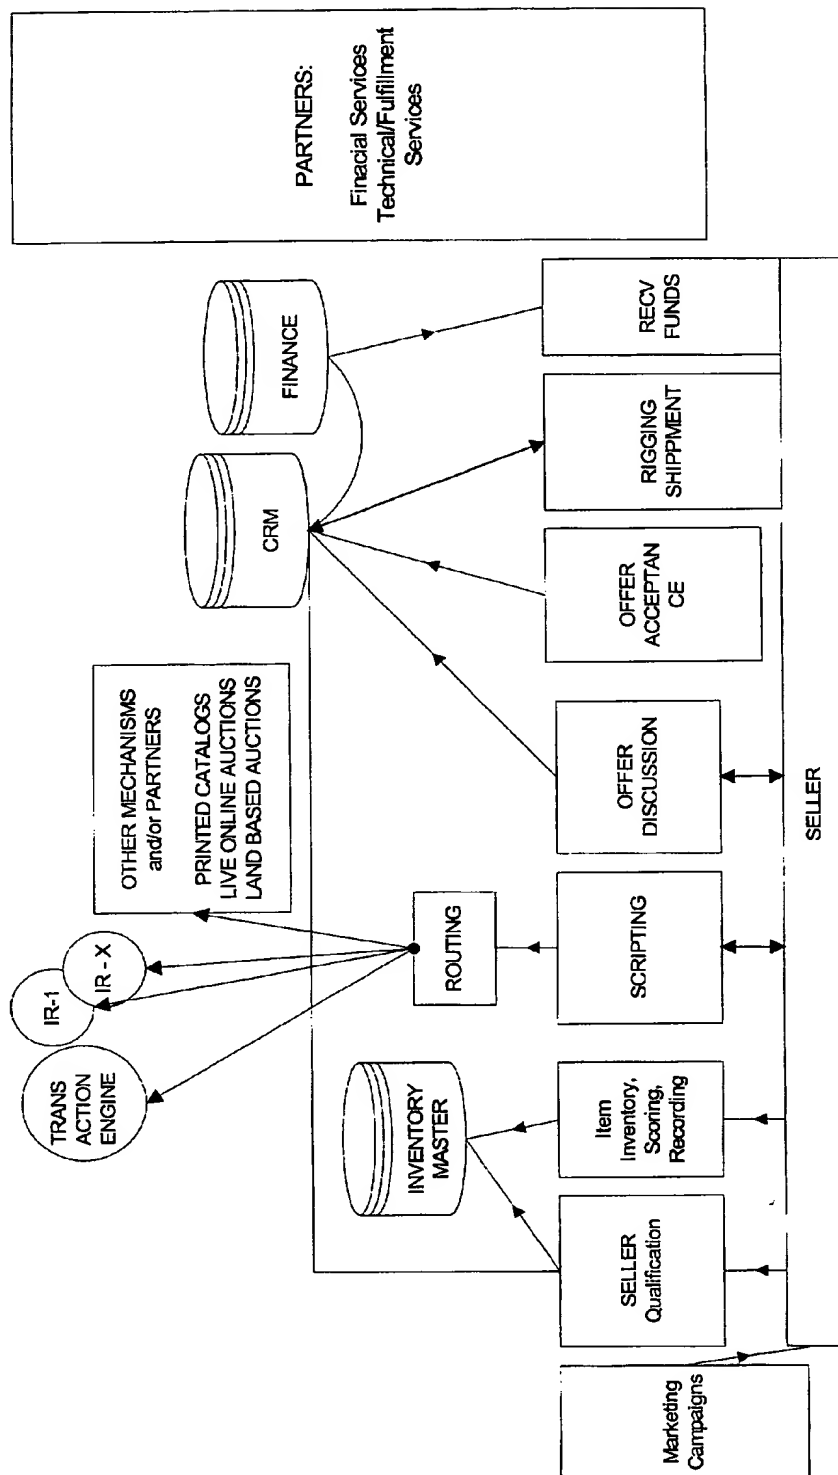 PARTNERS:
Finacial Services
Technical/Fulfillment
Services
FINANCE
RECV
FUNDS
CRM
RIGGING
SHIPPMENT
OFFER
ACCEPTAN
CE
OTHER MECHANISMS
and/or PARTNERS
PRINTED CATALOGS
LIVE ONLINE AUCTIONS
LAND BASED AUCTIONS
OFFER
DISCUSSION
IR-1
IR - X
ROUTING
SCRIPTING
TRANS
ACTION
ENGINE
INVENTORY
MASTER
Item
Inventory,
Scoring,
Recording
SELLER
Qualification
SELLER
Marketing
Campaigns